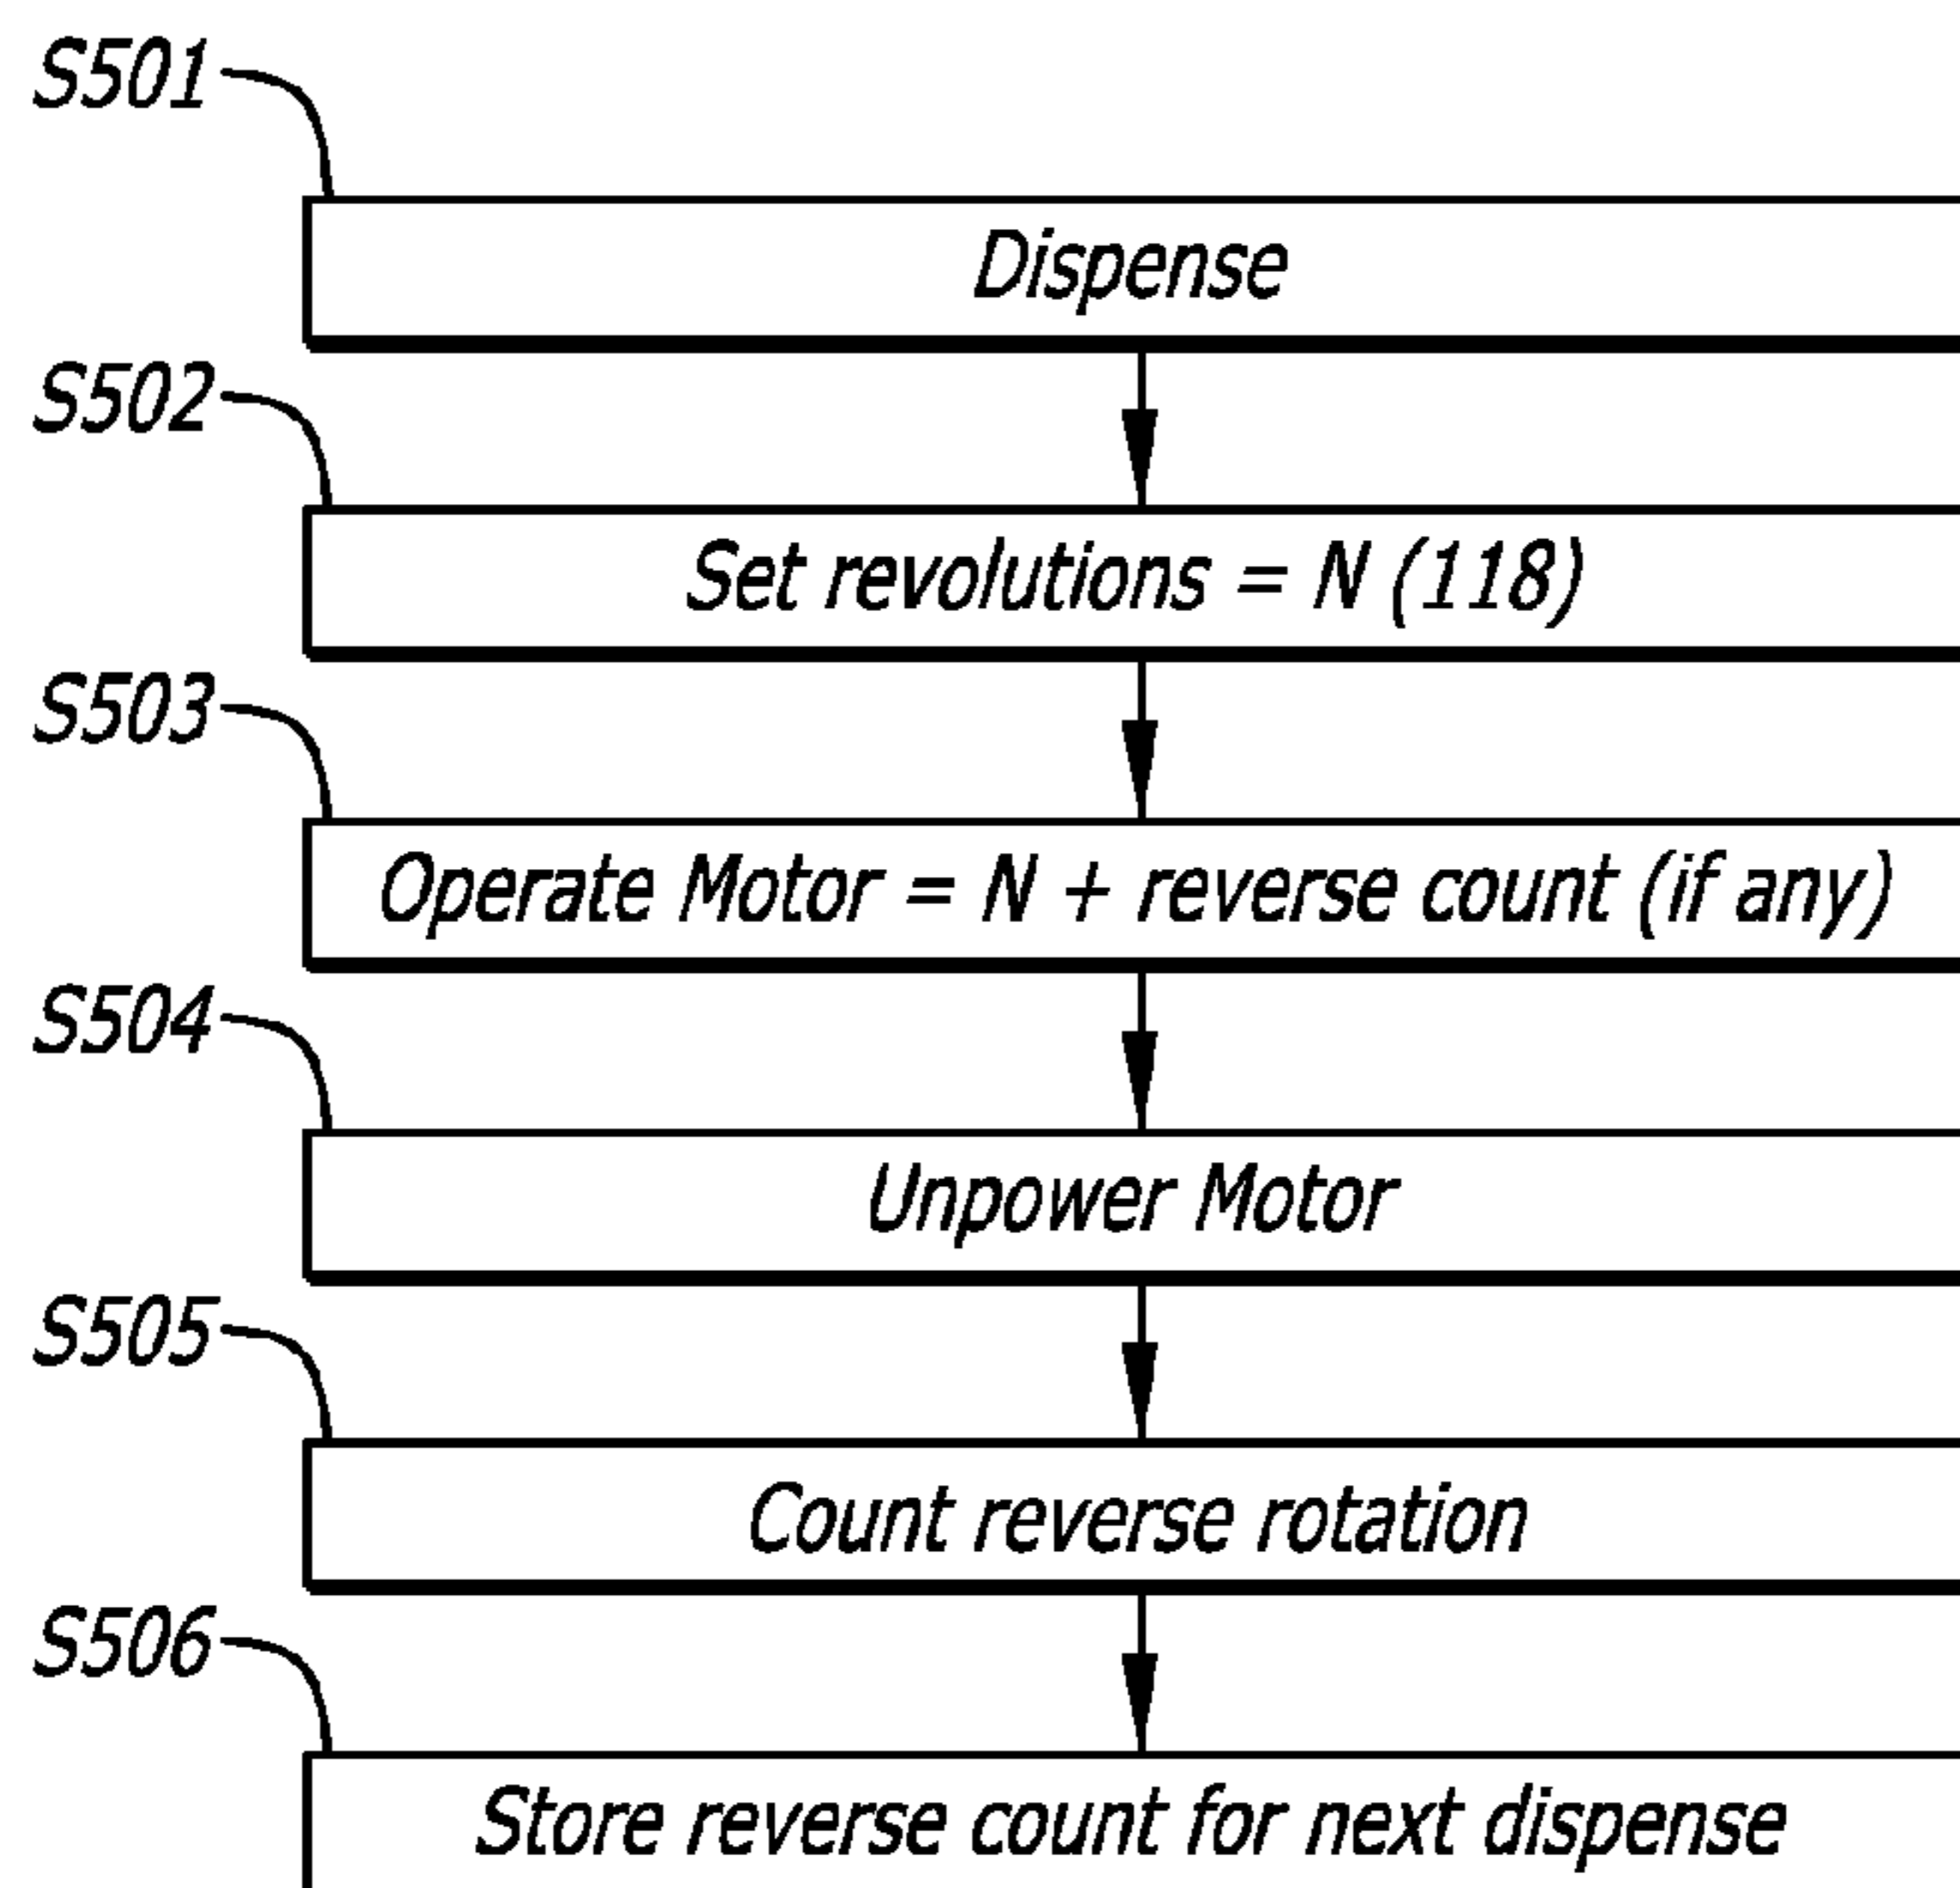 S501
Dispense
S502
Set revolutions = N (118)
S503
Operate Motor = N + reverse count (if any)
S504
Unpower Motor
S505
Count reverse rotation
S506
Store reverse count for next dispense